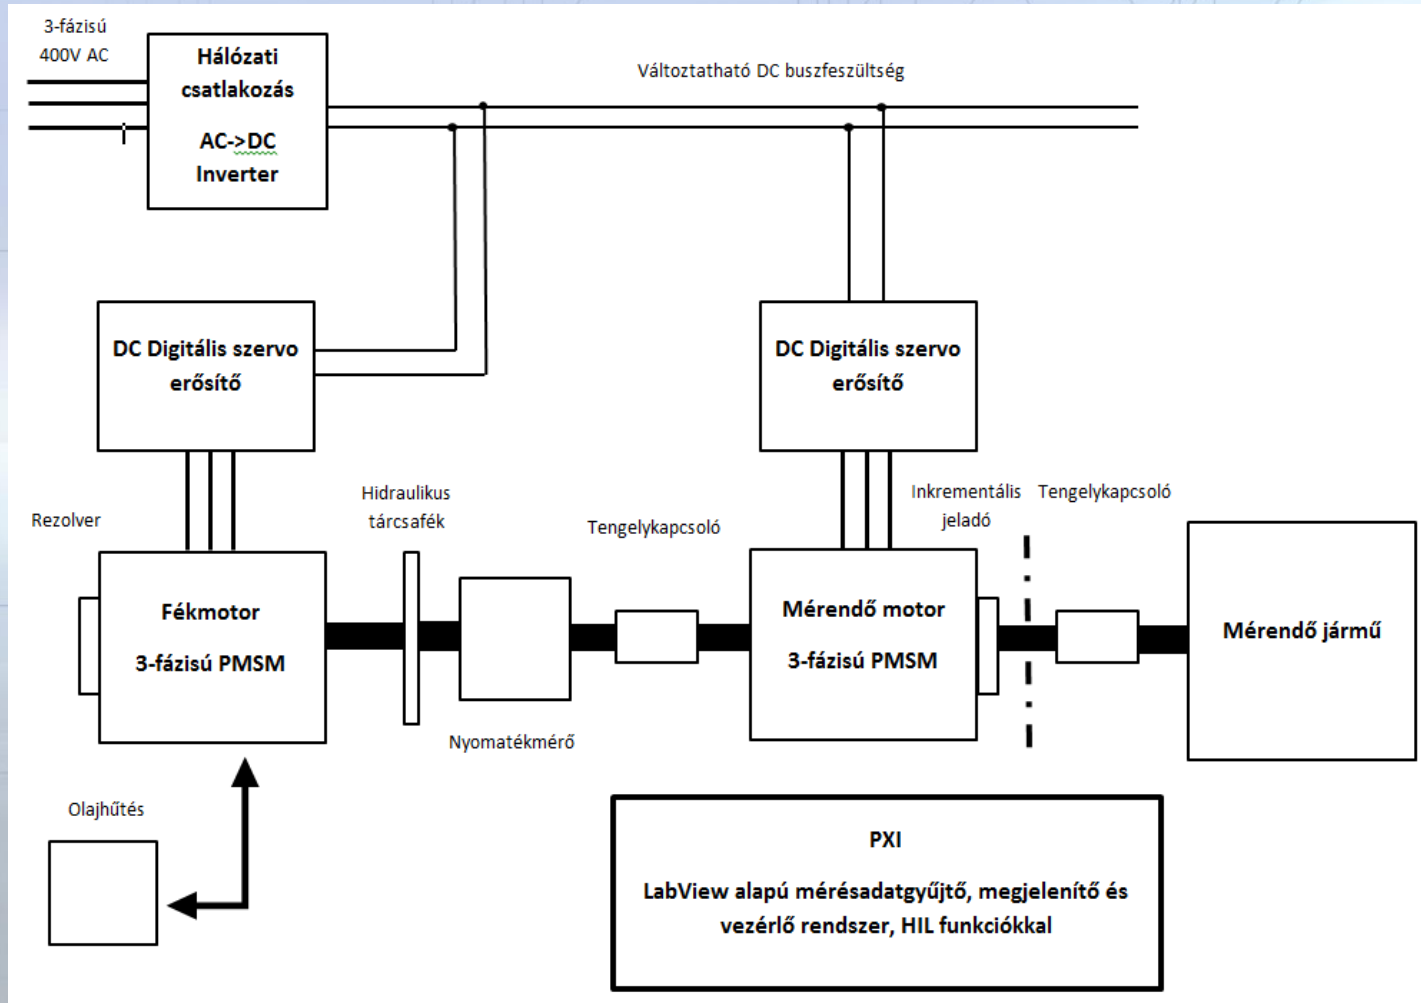 3-fázisú
400V AC
Hálózati
csatlakozás
AC->DC
Inverter
Változtatható DC buszfeszültség
DC Digitális szervo
erősítő
DC Digitális szervo
erősítő
Rezolver
Hidraulikus
tárcsafék
Tengelykapcsoló
Inkrementális
jeladó
Tengelykapcsoló
Fékmotor
3-fázisú PMSM
Nyomatékmérő
Mérendő motor
3-fázisú PMSM
Mérendő jármű
Olajhűtés
PXI
LabView alapú mérésadatgyűjtő, megjelenítő és
vezérlő rendszer, HIL funkciókkal